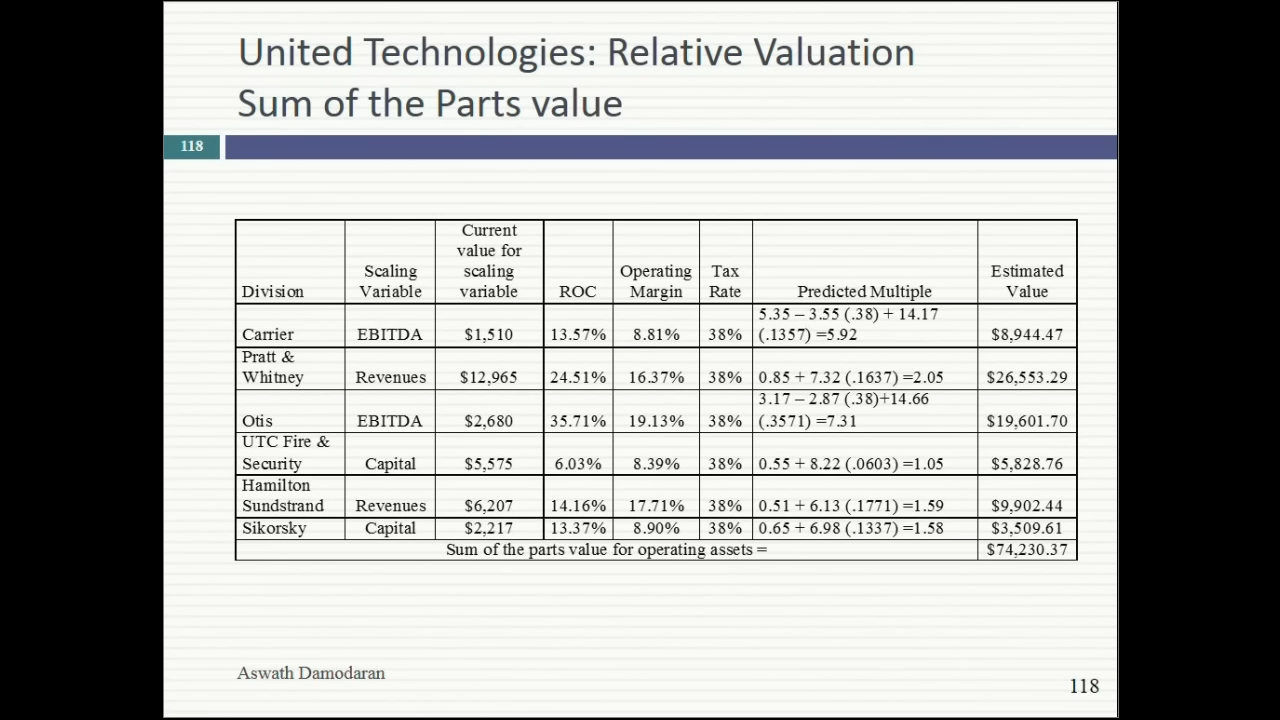 United Technologies: Relative Valuation
Sum of the Parts value
118
Division Scaling Variable Current value for scaling variable ROC Operating Margin Tax Rate Predicted Multiple Estimated Value
Carrier EBITDA $1,510 13.57% 8.81% 38% 5.35 – 3.55 (.38) + 14.17 (.1357) =5.92 $8,944.47
Pratt & Whitney Revenues $12,965 24.51% 16.37% 38% 0.85 + 7.32 (.1637) =2.05 $26,553.29
Otis EBITDA $2,680 35.71% 19.13% 38% 3.17 – 2.87 (.38)+14.66 (.3571) =7.31 $19,601.70
UTC Fire & Security Capital $5,575 6.03% 8.39% 38% 0.55 + 8.22 (.0603) =1.05 $5,828.76
Hamilton Sundstrand Revenues $6,207 14.16% 17.71% 38% 0.51 + 6.13 (.1771) =1.59 $9,902.44
Sikorsky Capital $2,217 13.37% 8.90% 38% 0.65 + 6.98 (.1337) =1.58 $3,509.61
Sum of the parts value for operating assets = $74,230.37
Aswath Damodaran
118